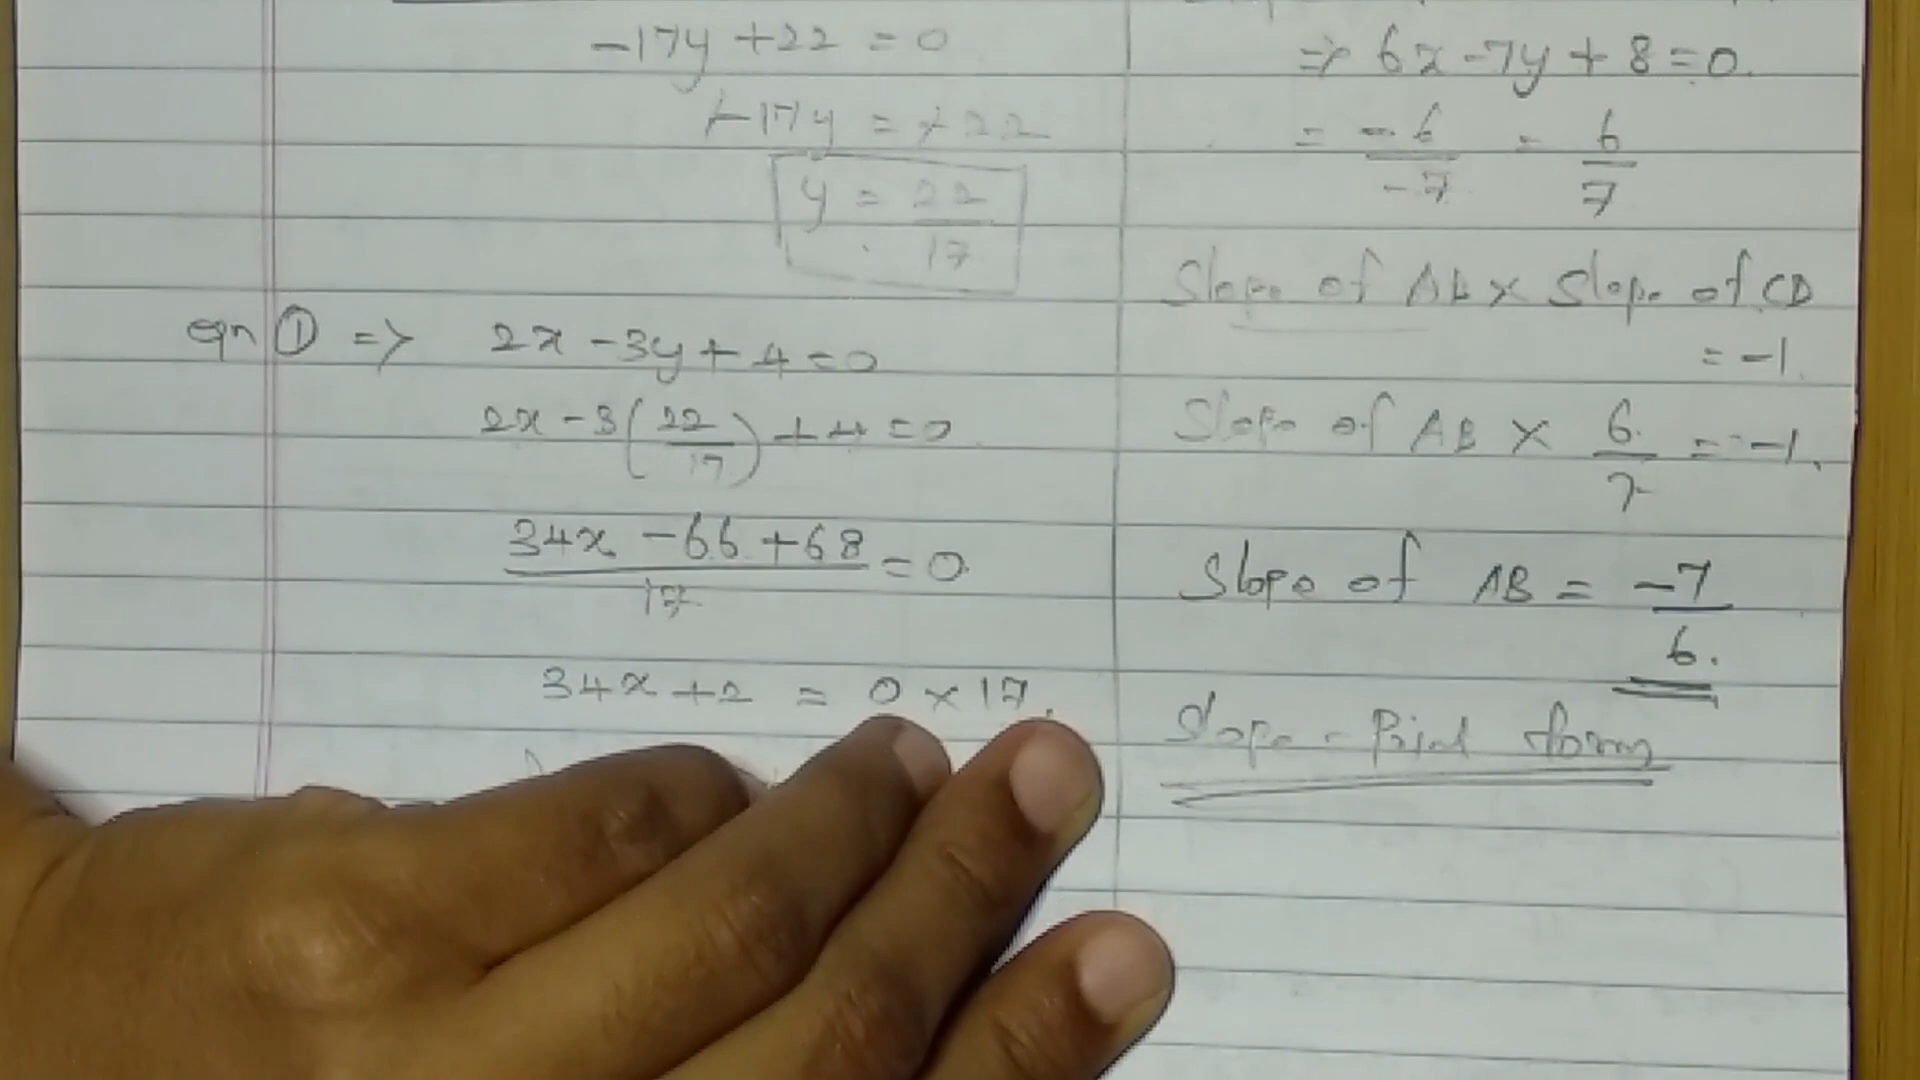 -17y + 22 = 0
+17y = +22
y = 22/17
eqn ① => 2x - 3y + 4 = 0
2x - 3(22/17) + 4 = 0
34x - 66 + 68 / 17 = 0
34x + 2 = 0 × 17.
=> 6x - 7y + 8 = 0.
= -6/-7 = 6/7
Slope of AB × Slope of CD
= -1.
Slope of AB × 6/7 = -1.
Slope of AB = -7/6.
Slope - Point form